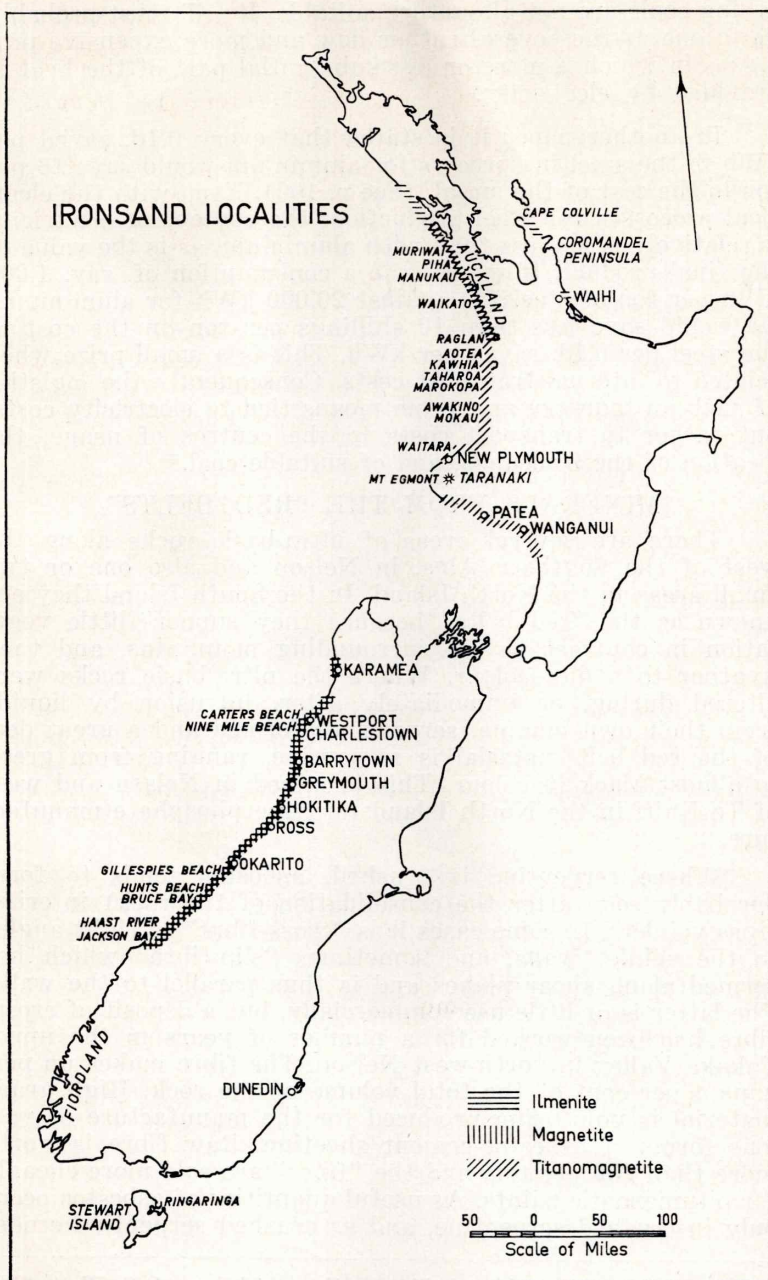 IRONSAND LOCALITIES
CAPE COLVILLE
COROMANDEL
PENINSULA
WAIHI
AUCKLAND
MURIWAI
PIHA
MANUKAU
WAIKATO
RAGLAN
AOTEA
KAWHIA
TAHAROA
MAROKOPA
AWAKINO
MOKAU
WAITARA
NEW PLYMOUTH
MT EGMONT
TARANAKI
PATEA
WANGANUI
KARAMEA
CARTERS BEACH
NINE MILE BEACH
WESTPORT
CHARLESTOWN
BARRYTOWN
GREYMOUTH
HOKITIKA
ROSS
OKARITO
GILLESPIES BEACH
HUNTS BEACH
BRUCE BAY
HAAST RIVER
JACKSON BAY
FIORDLAND
DUNEDIN
STEWART
ISLAND
RINGARINGA
Ilmenite
Magnetite
Titanomagnetite
50 0 50 100
Scale of Miles